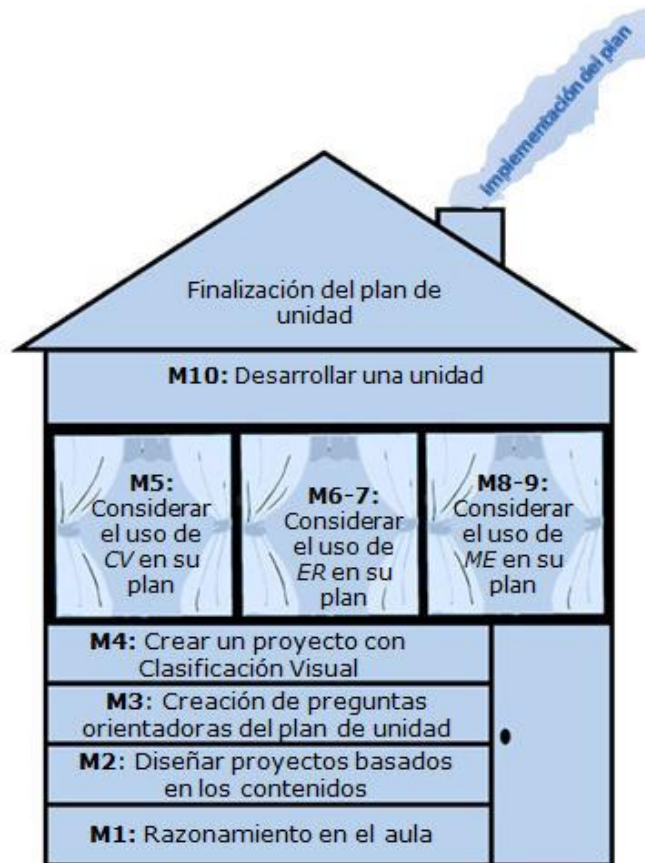 implementación del plan
Finalización del plan de
unidad
M10: Desarrollar una unidad
M5:
Considerar
el uso de
CV en su
plan
M6-7:
Considerar
el uso de
ER en su
plan
M8-9:
Considerar
el uso de
ME en su
plan
M4: Crear un proyecto con
Clasificación Visual
M3: Creación de preguntas
orientadoras del plan de unidad
M2: Diseñar proyectos basados
en los contenidos
M1: Razonamiento en el aula